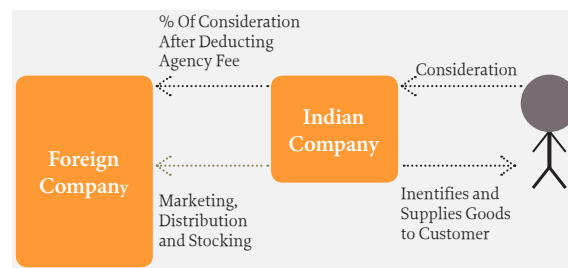 % Of Consideration
After Deducting
Agency Fee
Consideration
Indian
Company
Foreign
Company
Marketing,
Distribution
and Stocking
Inentifies and
Supplies Goods
to Customer